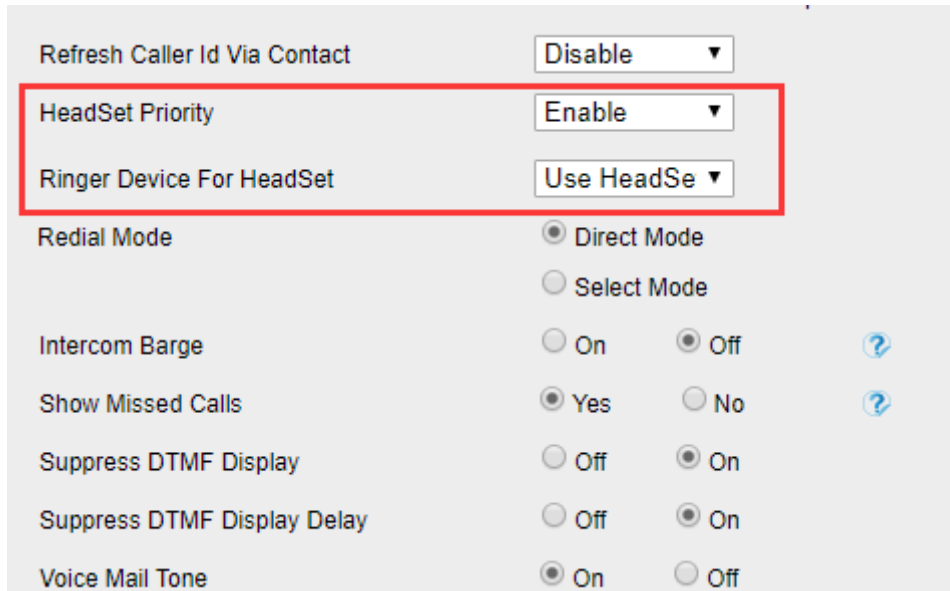 Refresh Caller Id Via Contact Disable
HeadSet Priority Enable
Ringer Device For HeadSet Use HeadSe
Redial Mode Direct Mode
Select Mode
Intercom Barge On Off
Show Missed Calls Yes No
Suppress DTMF Display Off On
Suppress DTMF Display Delay Off On
Voice Mail Tone On Off